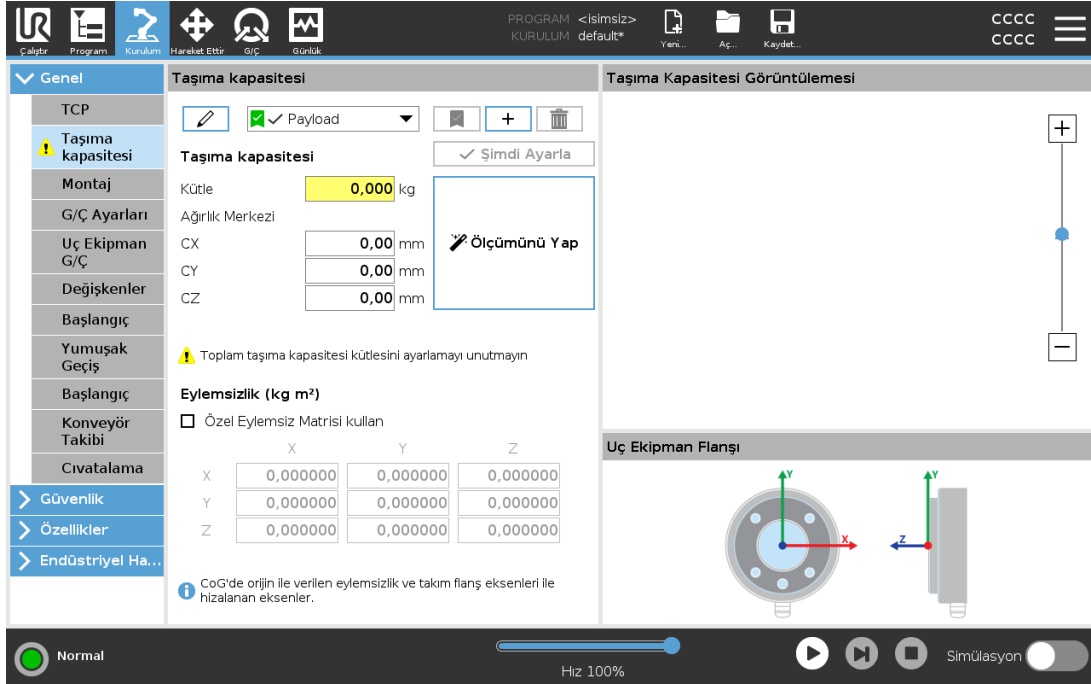 PROGRAM <isimsiz>
KURULUM default*
Çalıştır
Program
Kurulum
Hareket Ettir
G/Ç
Günlük
Yeni...
Aç...
Kaydet...
cccc
cccc
Genel
TCP
Taşıma
kapasitesi
Montaj
G/Ç Ayarları
Uç Ekipman
G/Ç
Değişkenler
Başlangıç
Yumuşak
Geçiş
Başlangıç
Konveyör
Takibi
Cıvatalama
Güvenlik
Özellikler
Endüstriyel Ha...
Taşıma kapasitesi
Payload
Taşıma kapasitesi
Şimdi Ayarla
Kütle 0,000 kg
Ağırlık Merkezi
CX 0,00 mm
CY 0,00 mm
CZ 0,00 mm
Ölçümünü Yap
Toplam taşıma kapasitesi kütlesini ayarlamayı unutmayın
Eylemsizlik (kg m²)
Özel Eylemsiz Matrisi kullan
X Y Z
X 0,000000 0,000000 0,000000
Y 0,000000 0,000000 0,000000
Z 0,000000 0,000000 0,000000
CoG'de orijin ile verilen eylemsizlik ve takım flanş eksenleri ile
hizalanan eksenler.
Taşıma Kapasitesi Görüntülemesi
Uç Ekipman Flanşı
Y
X
Y
Z
Normal
Hız 100%
Simülasyon